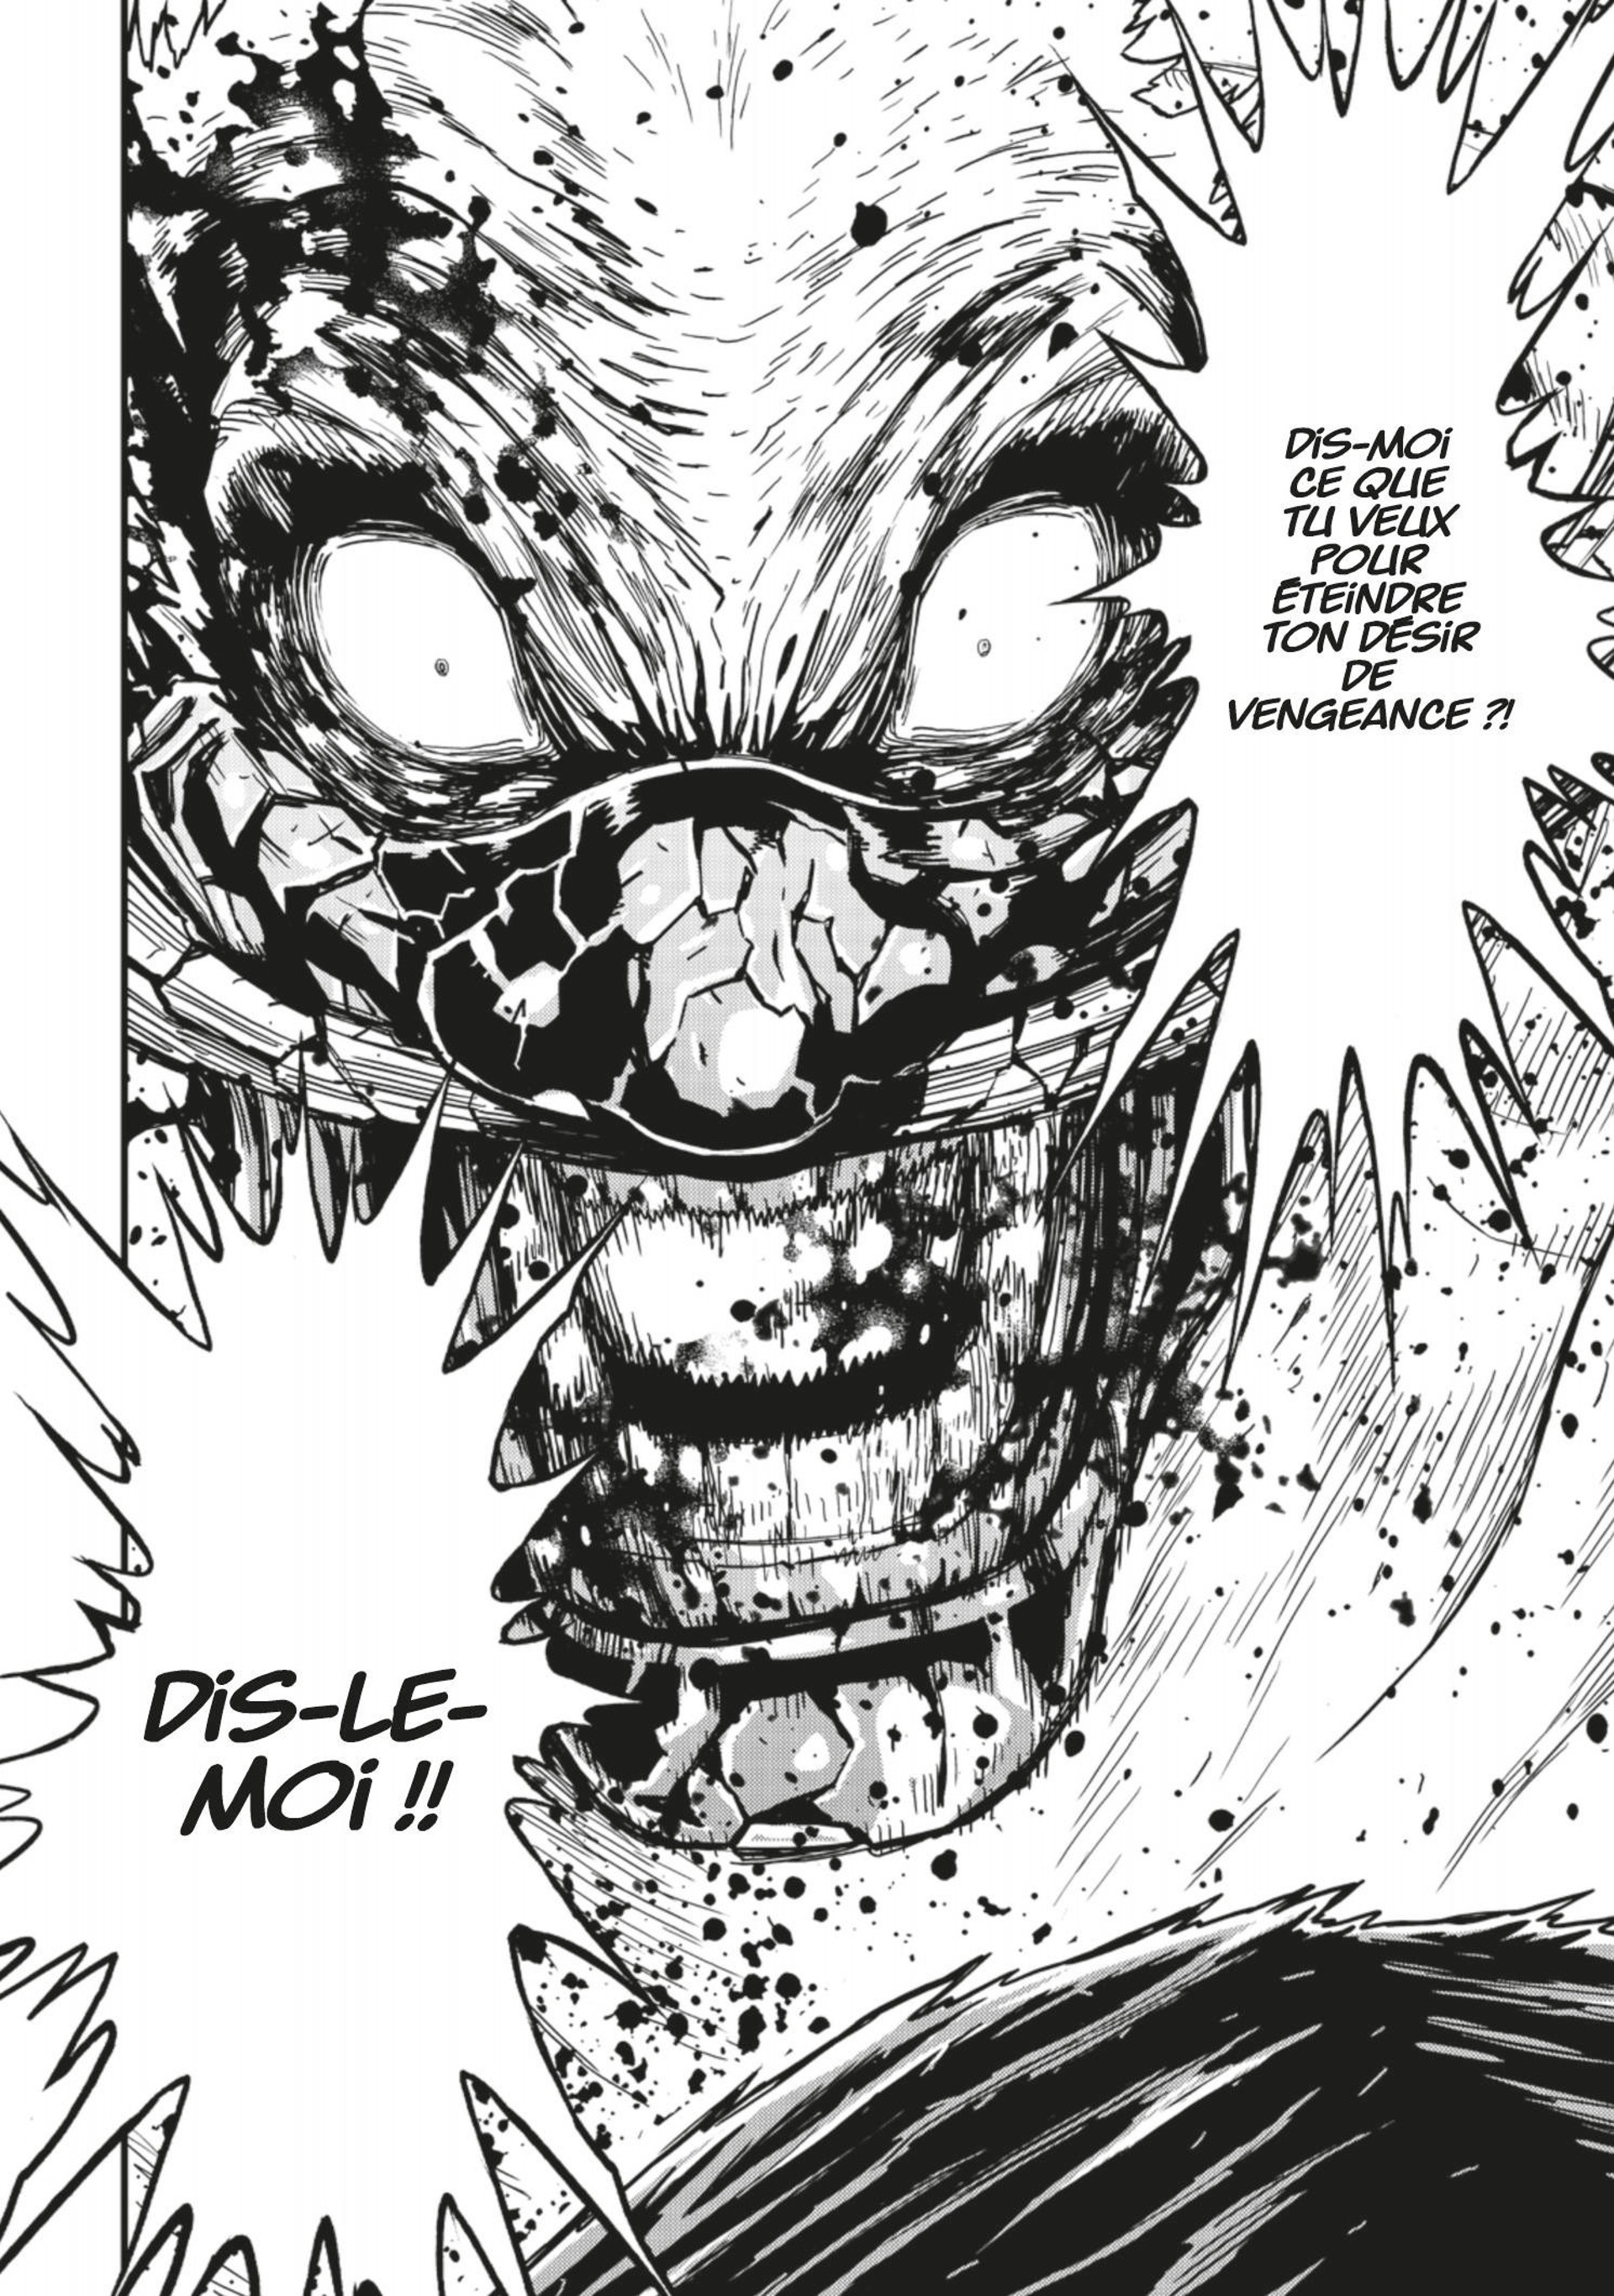 DiS-MOi
CE QUE
TU VEUX
POUR
ÉTEiNDRE
TON DÉSiR
DE
VENGEANCE ?!
DiS-LE-
MOi !!